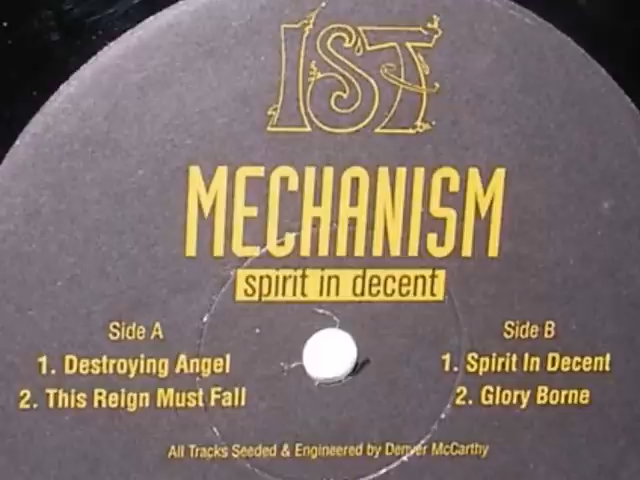 IST
MECHANISM
spirit in decent
Side A
1. Destroying Angel
2. This Reign Must Fall
Side B
1. Spirit In Decent
2. Glory Borne
All Tracks Seeded & Engineered by Denver McCarthy